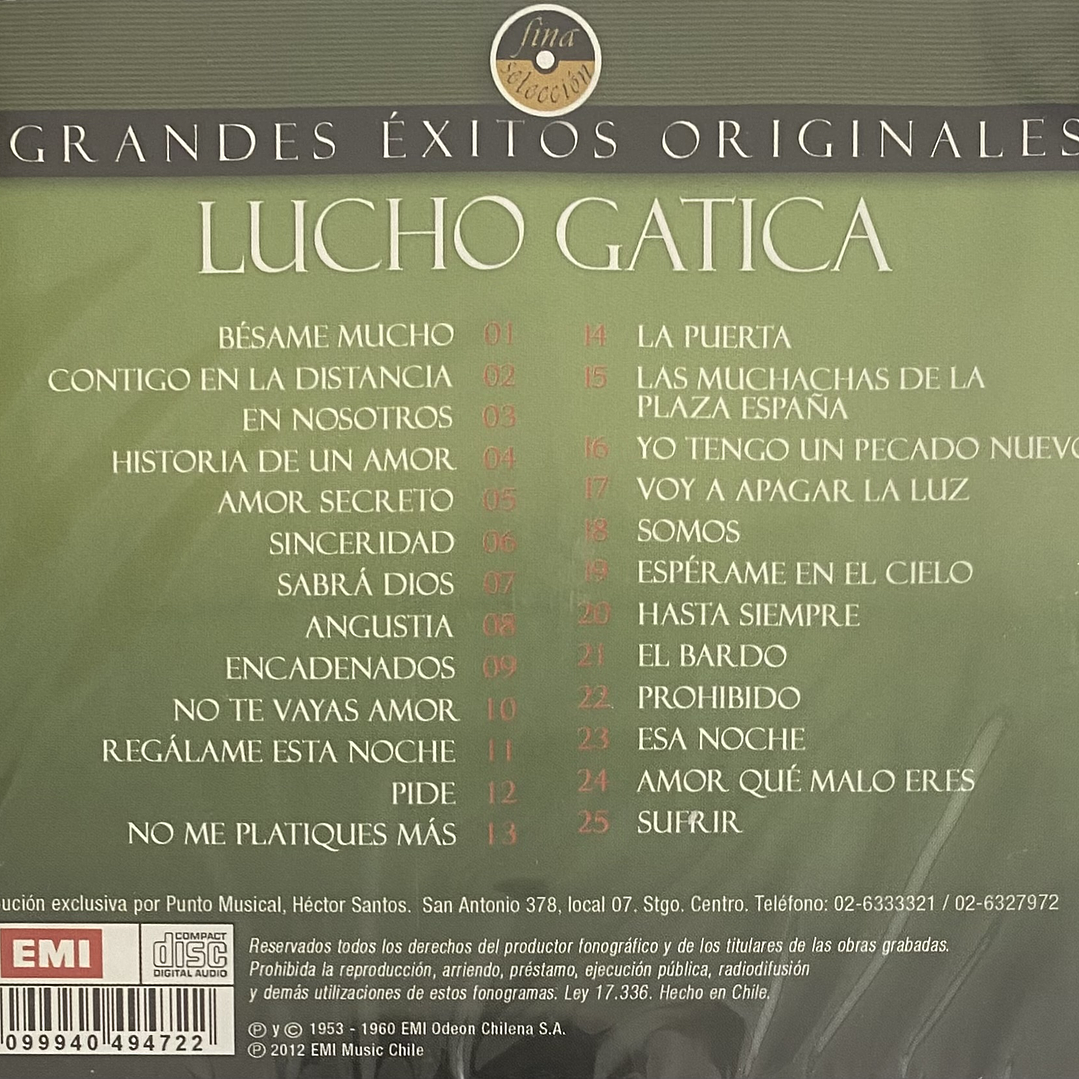 fina
selección
GRANDES ÉXITOS ORIGINALES
LUCHO GATICA
BÉSAME MUCHO 01
CONTIGO EN LA DISTANCIA 02
EN NOSOTROS 03
HISTORIA DE UN AMOR 04
AMOR SECRETO 05
SINCERIDAD 06
SABRÁ DIOS 07
ANGUSTIA 08
ENCADENADOS 09
NO TE VAYAS AMOR 10
REGÁLAME ESTA NOCHE 11
PIDE 12
NO ME PLATIQUES MÁS 13
14 LA PUERTA
15 LAS MUCHACHAS DE LA
PLAZA ESPAÑA
16 YO TENGO UN PECADO NUEVO
17 VOY A APAGAR LA LUZ
18 SOMOS
19 ESPÉRAME EN EL CIELO
20 HASTA SIEMPRE
21 EL BARDO
22 PROHIBIDO
23 ESA NOCHE
24 AMOR QUÉ MALO ERES
25 SUFRIR
ución exclusiva por Punto Musical, Héctor Santos. San Antonio 378, local 07, Stgo. Centro. Teléfono: 02-6333321 / 02-6327972
EMI
COMPACT
disc
DIGITAL AUDIO
099940 494722
Reservados todos los derechos del productor fonográfico y de los titulares de las obras grabadas.
Prohibida la reproducción, arriendo, préstamo, ejecución pública, radiodifusión
y demás utilizaciones de estos fonogramas. Ley 17.336. Hecho en Chile.
℗ y © 1953 - 1960 EMI Odeon Chilena S.A.
℗ 2012 EMI Music Chile